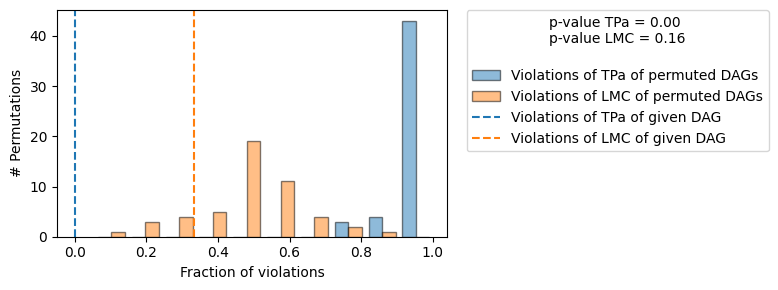 40
30
20
10
0
# Permutations
0.0 0.2 0.4 0.6 0.8 1.0
Fraction of violations
p-value TPa = 0.00
p-value LMC = 0.16
Violations of TPa of permuted DAGs
Violations of LMC of permuted DAGs
Violations of TPa of given DAG
Violations of LMC of given DAG